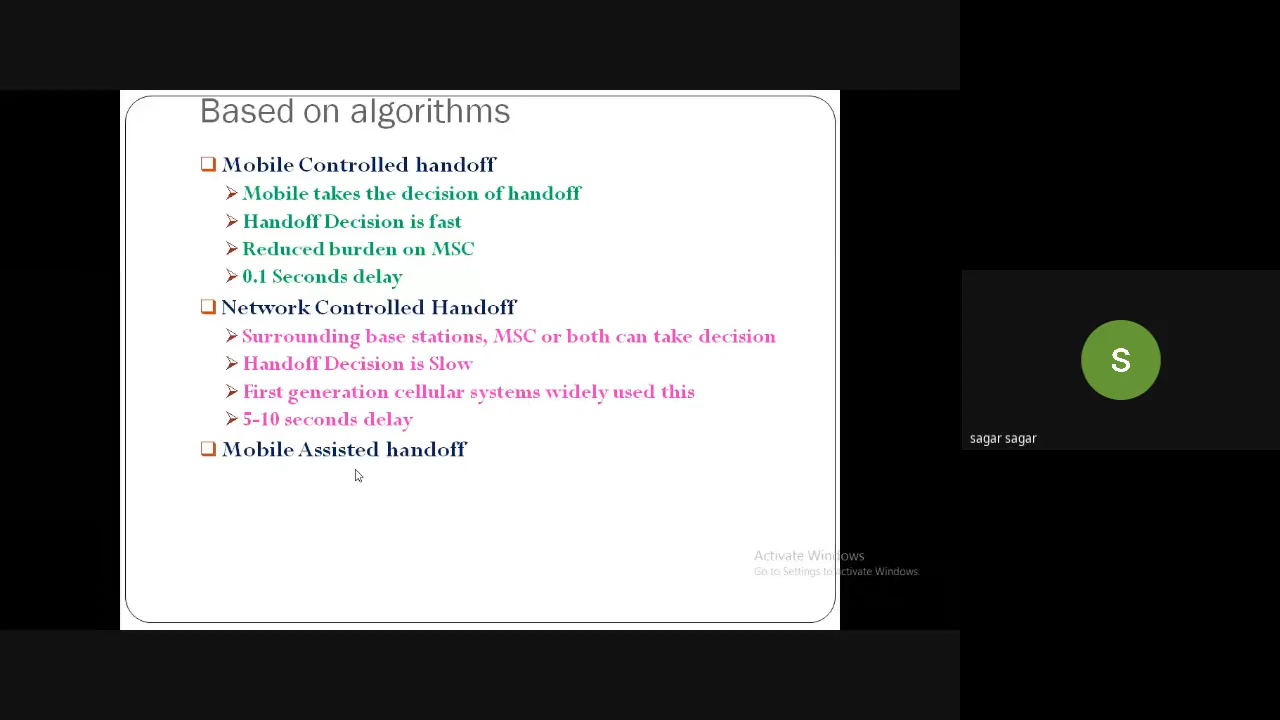 Based on algorithms
Mobile Controlled handoff
Mobile takes the decision of handoff
Handoff Decision is fast
Reduced burden on MSC
0.1 Seconds delay
Network Controlled Handoff
Surrounding base stations, MSC or both can take decision
Handoff Decision is Slow
First generation cellular systems widely used this
5-10 seconds delay
Mobile Assisted handoff
Activate Windows
Go to Settings to activate Windows.
S
sagar sagar